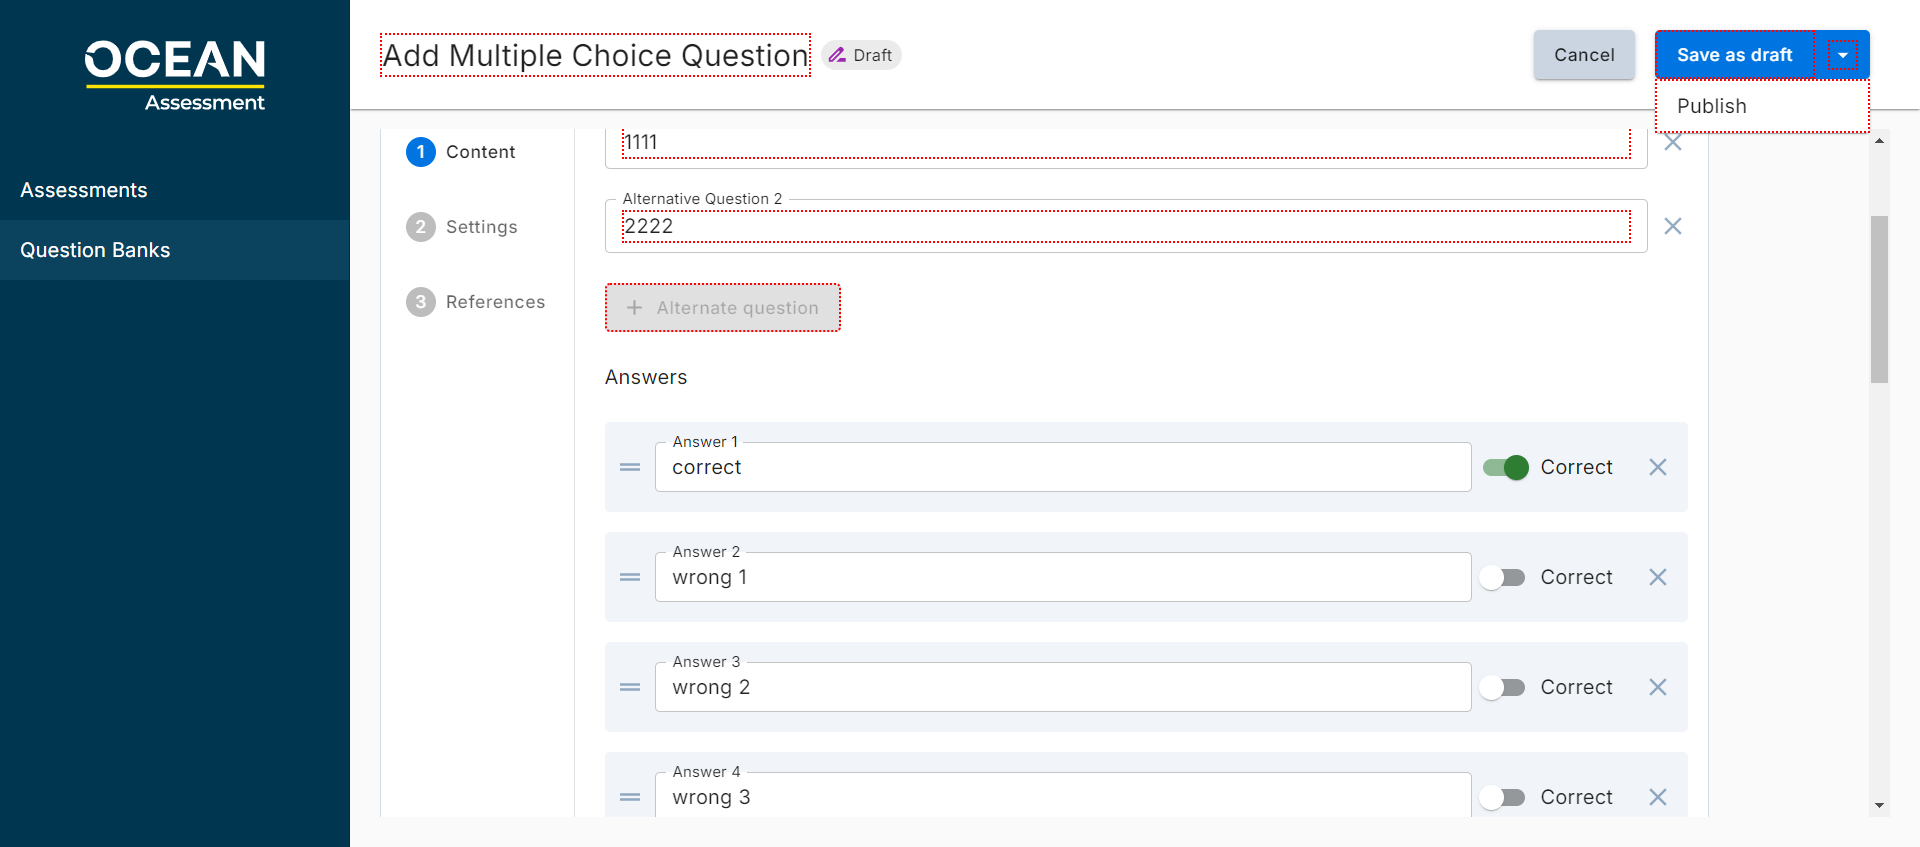 OCEAN
Assessment
Assessments
Question Banks
Add Multiple Choice Question
Draft
Cancel
Save as draft
Publish
1 Content
2 Settings
3 References
1111
Alternative Question 2
2222
+ Alternate question
Answers
Answer 1
correct
Correct
Answer 2
wrong 1
Correct
Answer 3
wrong 2
Correct
Answer 4
wrong 3
Correct